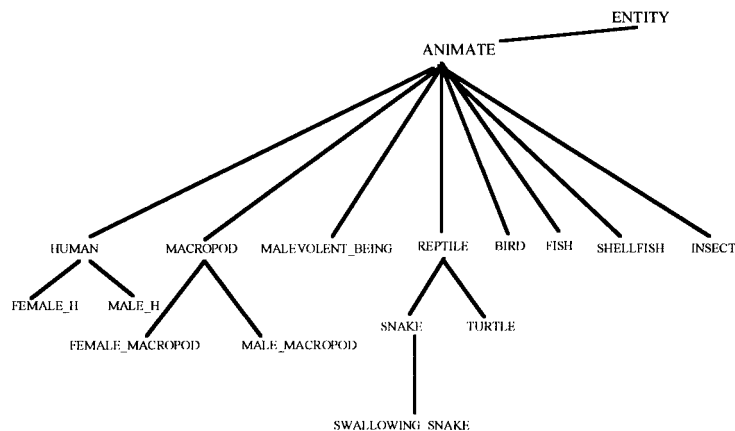 ENTITY
ANIMATE
HUMAN MACROPOD MALEVOLENT_BEING REPTILE BIRD FISH SHELLFISH INSECT
FEMALE_H MALE_H
SNAKE TURTLE
FEMALE_MACROPOD MALE_MACROPOD
SWALLOWING_SNAKE